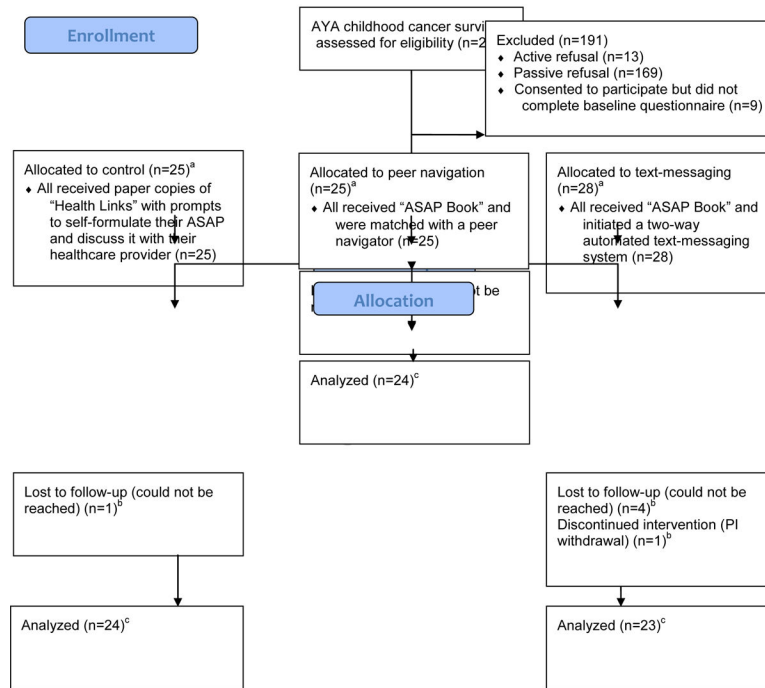 Enrollment
AYA childhood cancer
assessed for eligibility
Excluded (n=191)
♦ Active refusal (n=13)
♦ Passive refusal (n=169)
♦ Consented to participate but did not
complete baseline questionnaire (n=9)
Allocated to control (n=25)a
♦ All received paper copies of
“Health Links” with prompts
to self-formulate their ASAP
and discuss it with their
healthcare provider (n=25)
Allocated to peer navigation
(n=25)a
♦ All received “ASAP Book” and
were matched with a peer
navigator (n=25)
Allocated to text-messaging
(n=28)a
♦ All received “ASAP Book” and
initiated a two-way
automated text-messaging
system (n=28)
be
Allocation
Analyzed (n=24)c
Lost to follow-up (could not be
reached) (n=1)b
Lost to follow-up (could not be
reached) (n=4)b
Discontinued intervention (PI
withdrawal) (n=1)b
Analyzed (n=24)c
Analyzed (n=23)c